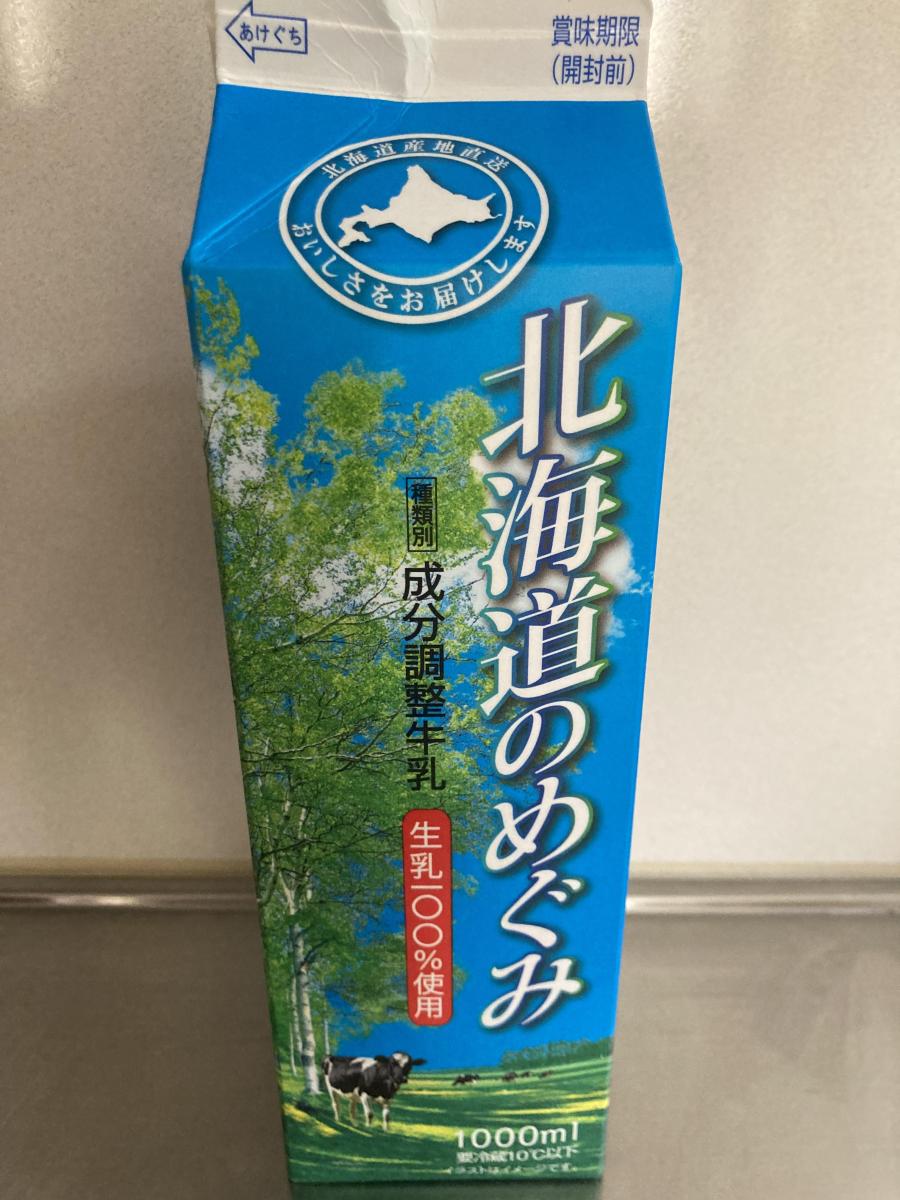 あけぐち
賞味期限
(開封前)
北海道産地直送
おいしさをお届けします
北海道のめぐみ
種類別
成分調整牛乳
生乳一〇〇%使用
1000ml
要冷蔵10℃以下
イラストはイメージです。